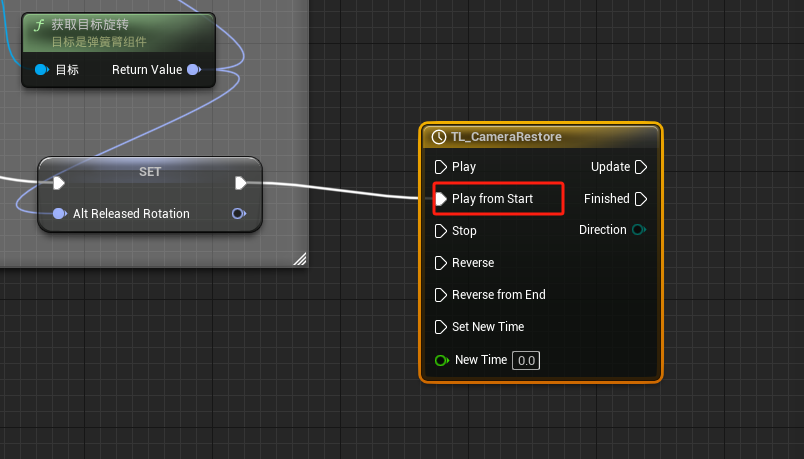 获取目标旋转
目标是弹簧臂组件
目标
Return Value
SET
Alt Released Rotation
TL_CameraRestore
Play
Update
Play from Start
Finished
Stop
Direction
Reverse
Reverse from End
Set New Time
New Time 0.0